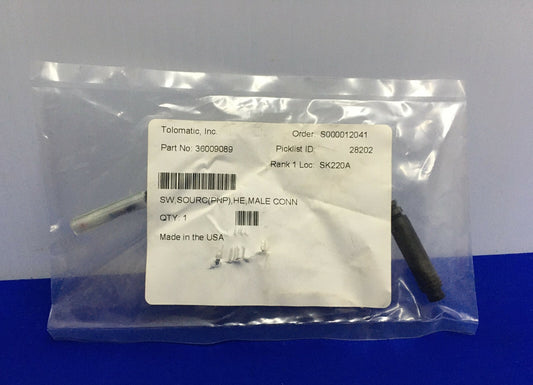 Tolomatic, Inc. Order: S000012041
Part No: 36009089 Picklist ID: 28202
Rank 1 Loc: SK220A
SW,SOURC(PNP),HE,MALE CONN
QTY: 1
Made in the USA